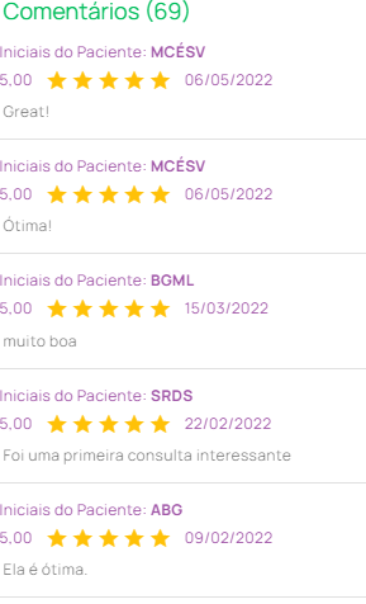 Comentários (69)
Iniciais do Paciente: MCÉSV
5,00 06/05/2022
Great!
Iniciais do Paciente: MCÉSV
5,00 06/05/2022
Ótima!
Iniciais do Paciente: BGML
5,00 15/03/2022
muito boa
Iniciais do Paciente: SRDS
5,00 22/02/2022
Foi uma primeira consulta interessante
Iniciais do Paciente: ABG
5,00 09/02/2022
Ela é ótima.